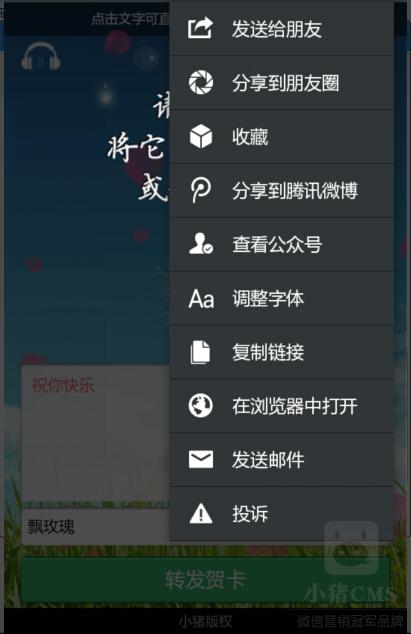 点击文字可直
发送给朋友
分享到朋友圈
收藏
分享到腾讯微博
查看公众号
Aa 调整字体
复制链接
在浏览器中打开
发送邮件
投诉
请
将它
或
祝你快乐
飘玫瑰
转发贺卡
小猪CMS
小猪版权
微信营销冠军品牌